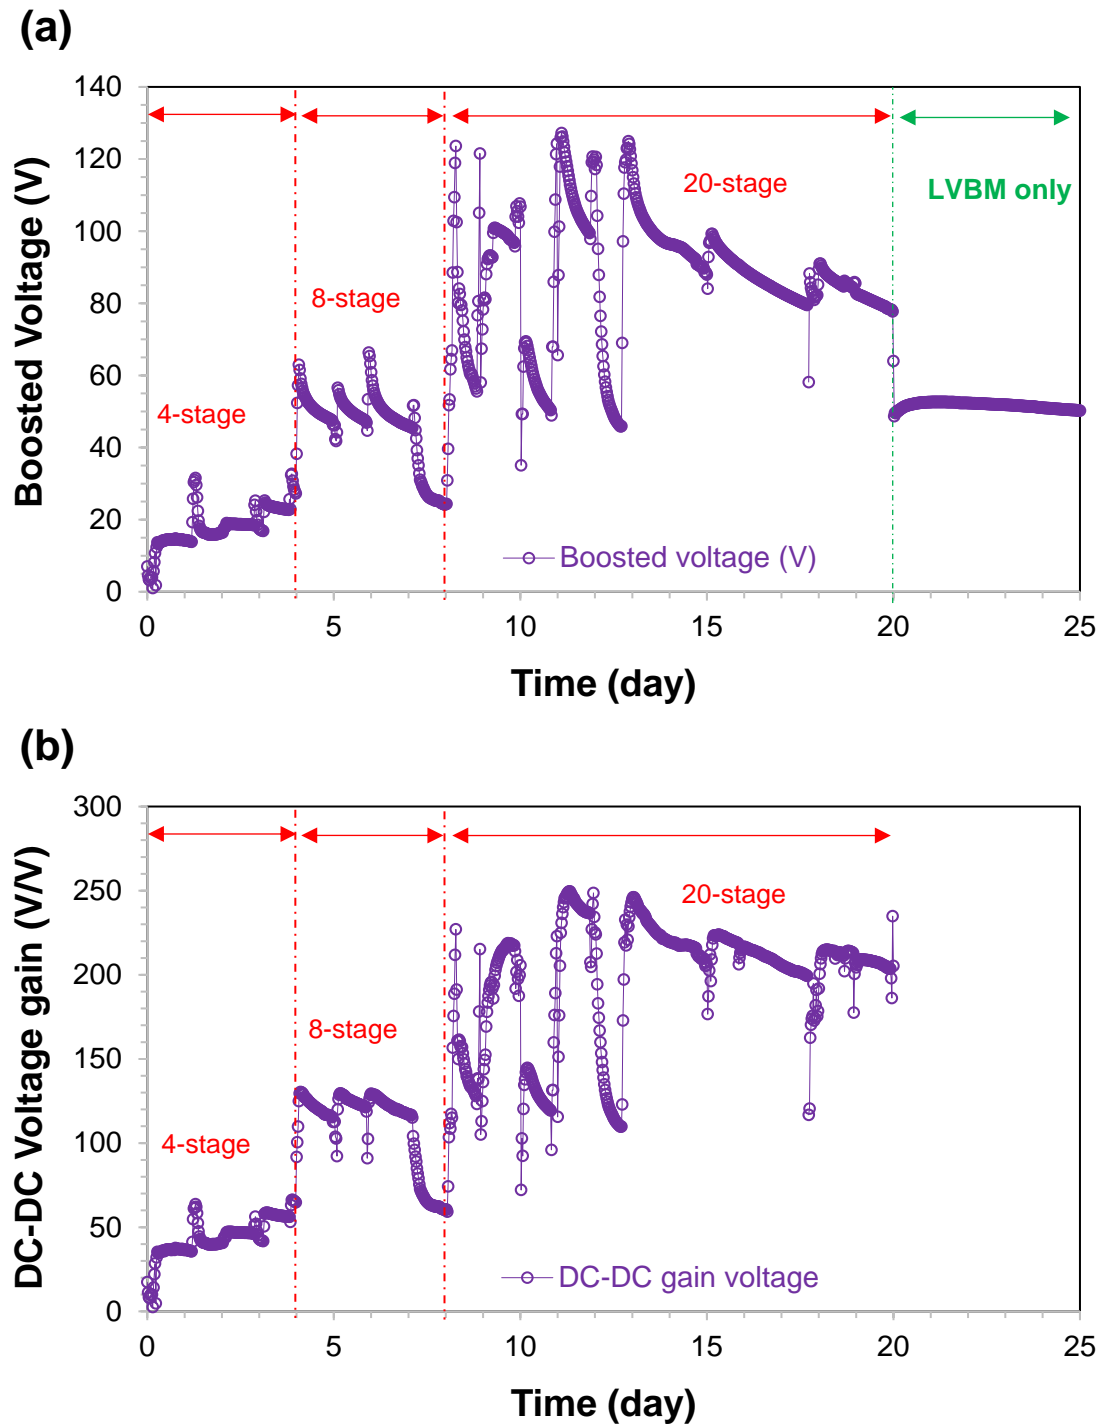 (a)
Boosted Voltage (V)
140
120
100
80
60
40
20
0
4-stage
8-stage
20-stage
LVBM only
Boosted voltage (V)
0
5
10
15
20
25
Time (day)
(b)
DC-DC Voltage gain (V/V)
300
250
200
150
100
50
0
4-stage
8-stage
20-stage
DC-DC gain voltage
0
5
10
15
20
25
Time (day)